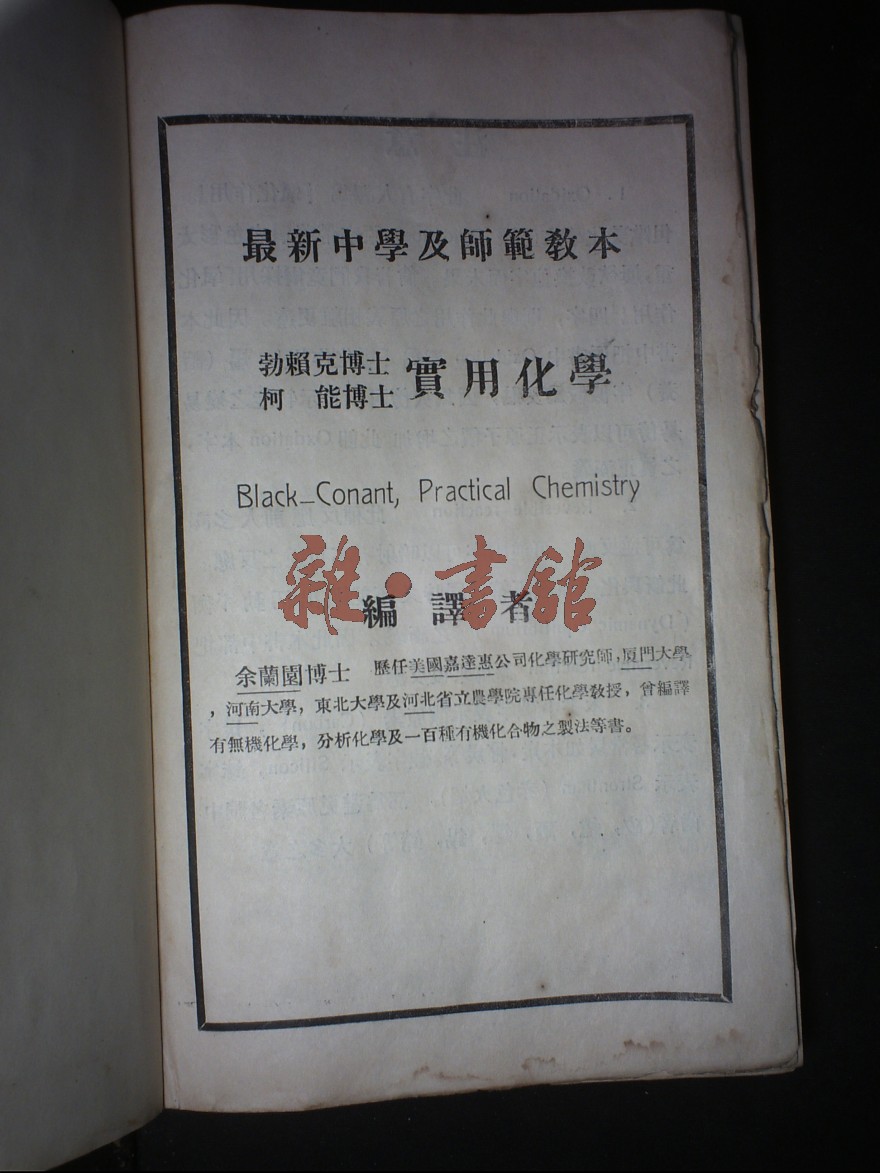 最新中學及師範教本
勃賴克博士
柯　能博士
實用化學
Black-Conant, Practical Chemistry
雜·書館
編譯者
余蘭園博士　歷任美國嘉達惠公司化學研究師，厦門大學
，河南大學，東北大學及河北省立農學院專任化學敎授，曾編譯
有無機化學，分析化學及一百種有機化合物之製法等書。